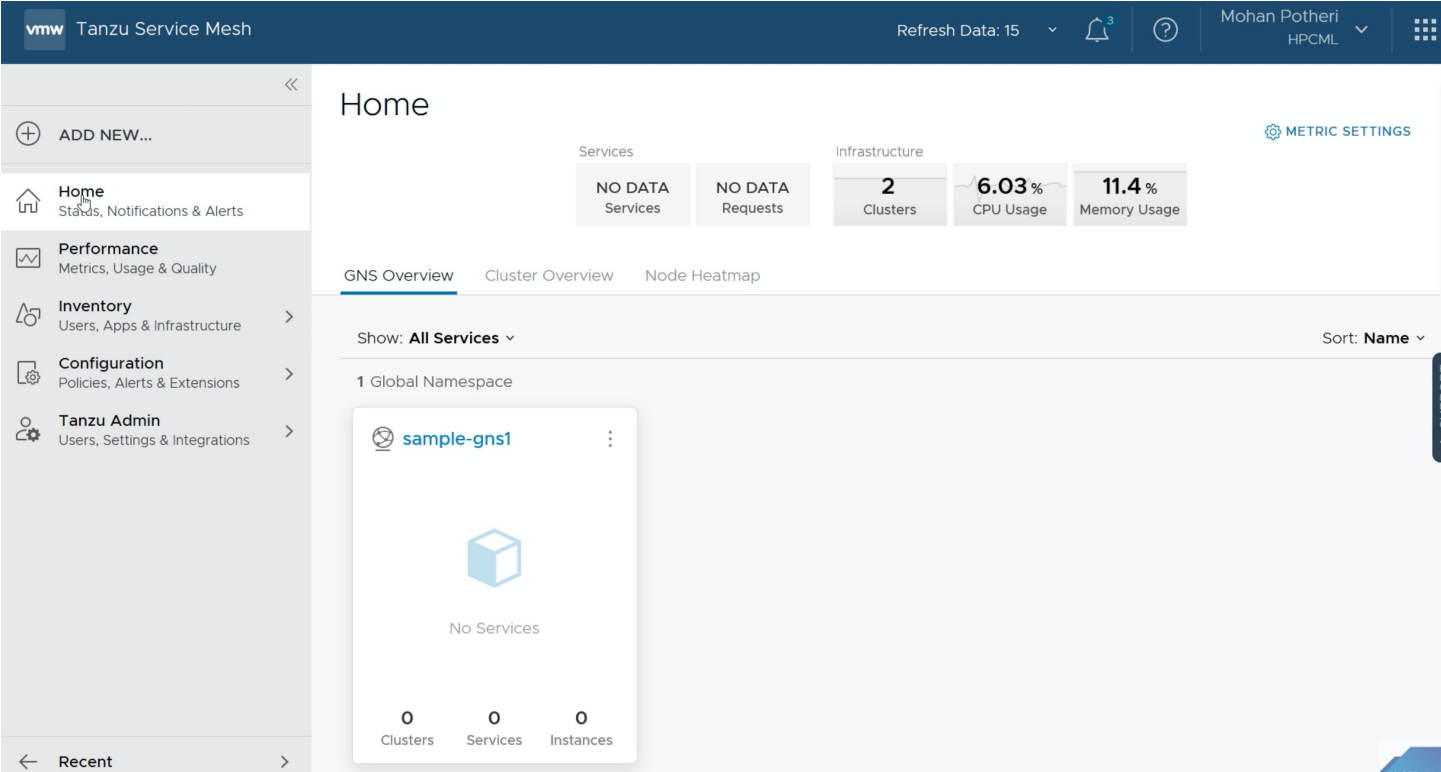 vmw Tanzu Service Mesh
Refresh Data: 15
3
Mohan Potheri
HPCML
ADD NEW...
Home
Status, Notifications & Alerts
Performance
Metrics, Usage & Quality
Inventory
Users, Apps & Infrastructure
Configuration
Policies, Alerts & Extensions
Tanzu Admin
Users, Settings & Integrations
Recent
Home
METRIC SETTINGS
Services
NO DATA
Services
NO DATA
Requests
Infrastructure
2
Clusters
6.03 %
CPU Usage
11.4 %
Memory Usage
GNS Overview Cluster Overview Node Heatmap
Show: All Services
Sort: Name
1 Global Namespace
sample-gns1
No Services
0 0 0
Clusters Services Instances